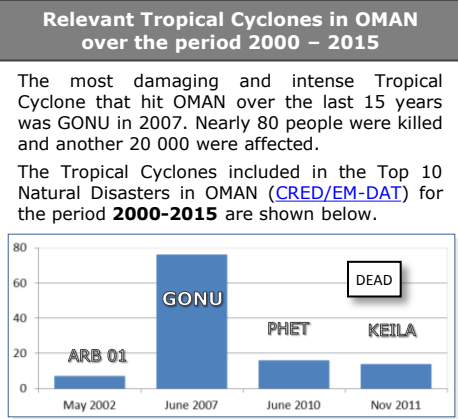 Relevant Tropical Cyclones in OMAN
over the period 2000 – 2015
The most damaging and intense Tropical
Cyclone that hit OMAN over the last 15 years
was GONU in 2007. Nearly 80 people were killed
and another 20 000 were affected.
The Tropical Cyclones included in the Top 10
Natural Disasters in OMAN (CRED/EM-DAT) for
the period 2000-2015 are shown below.
80
60
40
20
0
DEAD
ARB 01
GONU
PHET
KEILA
May 2002
June 2007
June 2010
Nov 2011